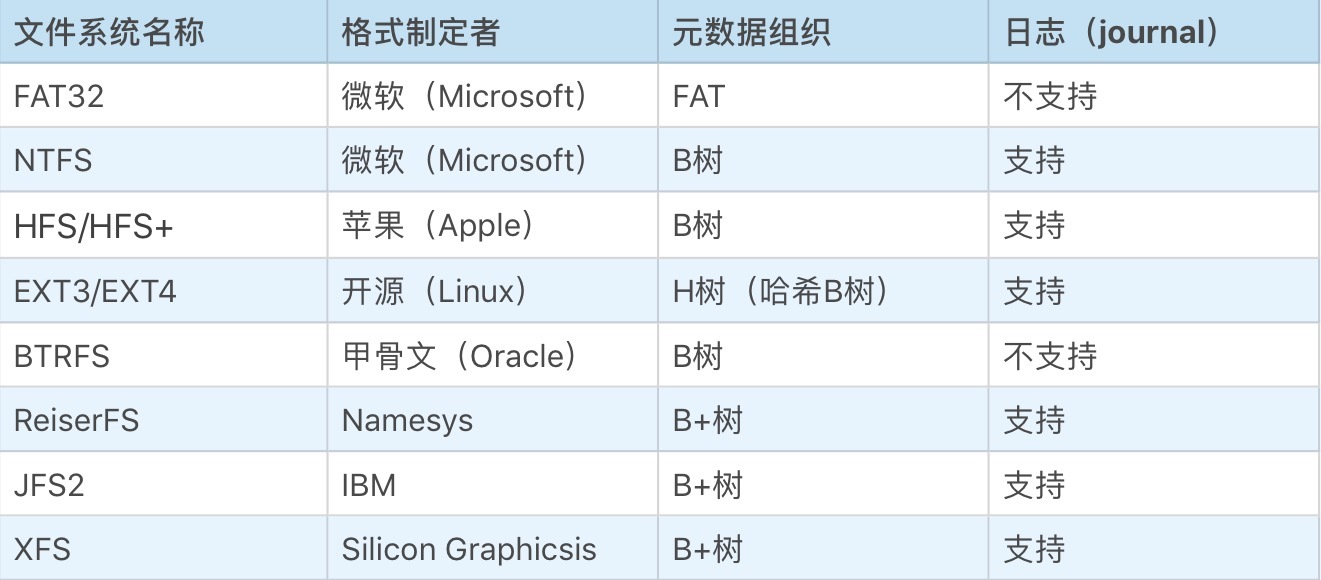 文件系统名称 格式制定者 元数据组织 日志（journal）
FAT32 微软（Microsoft） FAT 不支持
NTFS 微软（Microsoft） B树 支持
HFS/HFS+ 苹果（Apple） B树 支持
EXT3/EXT4 开源（Linux） H树（哈希B树） 支持
BTRFS 甲骨文（Oracle） B树 不支持
ReiserFS Namesys B+树 支持
JFS2 IBM B+树 支持
XFS Silicon Graphicsis B+树 支持